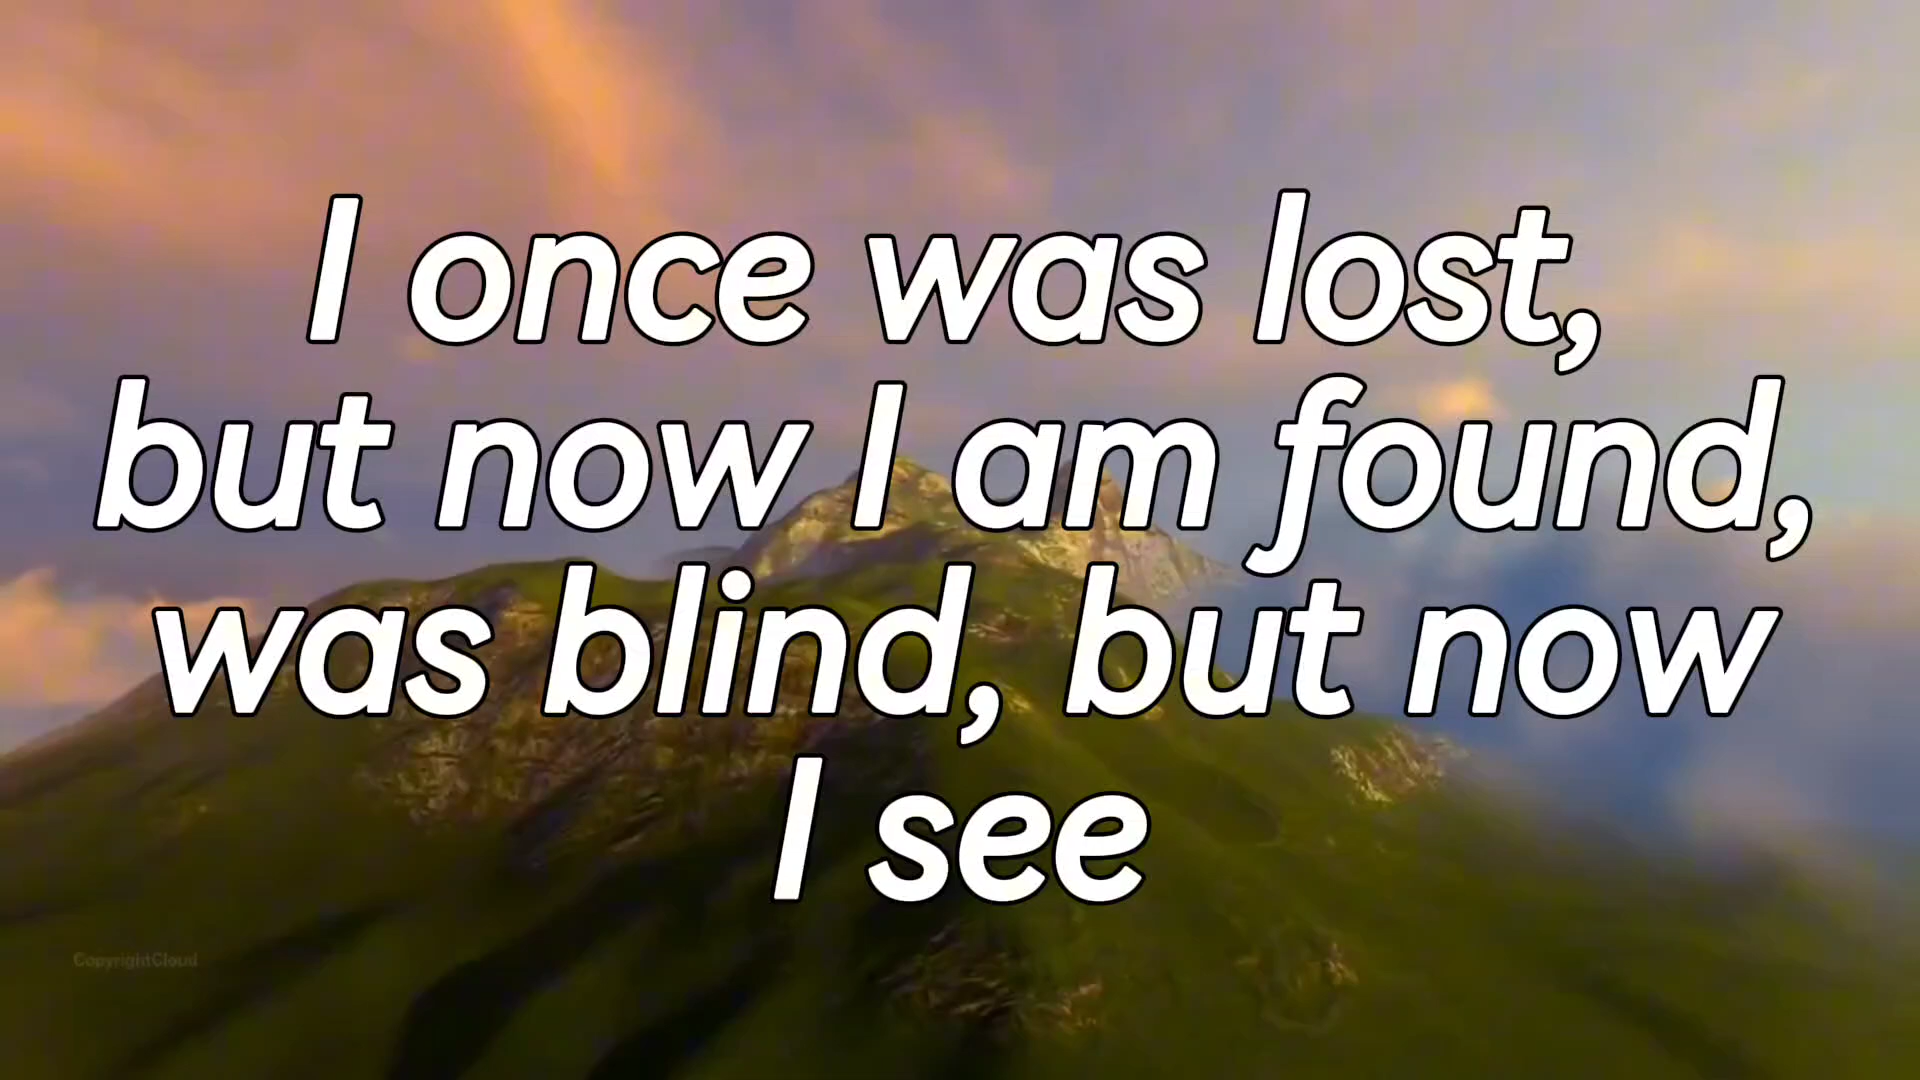 I once was lost,
but now I am found,
was blind, but now
I see
CopyrightCloud